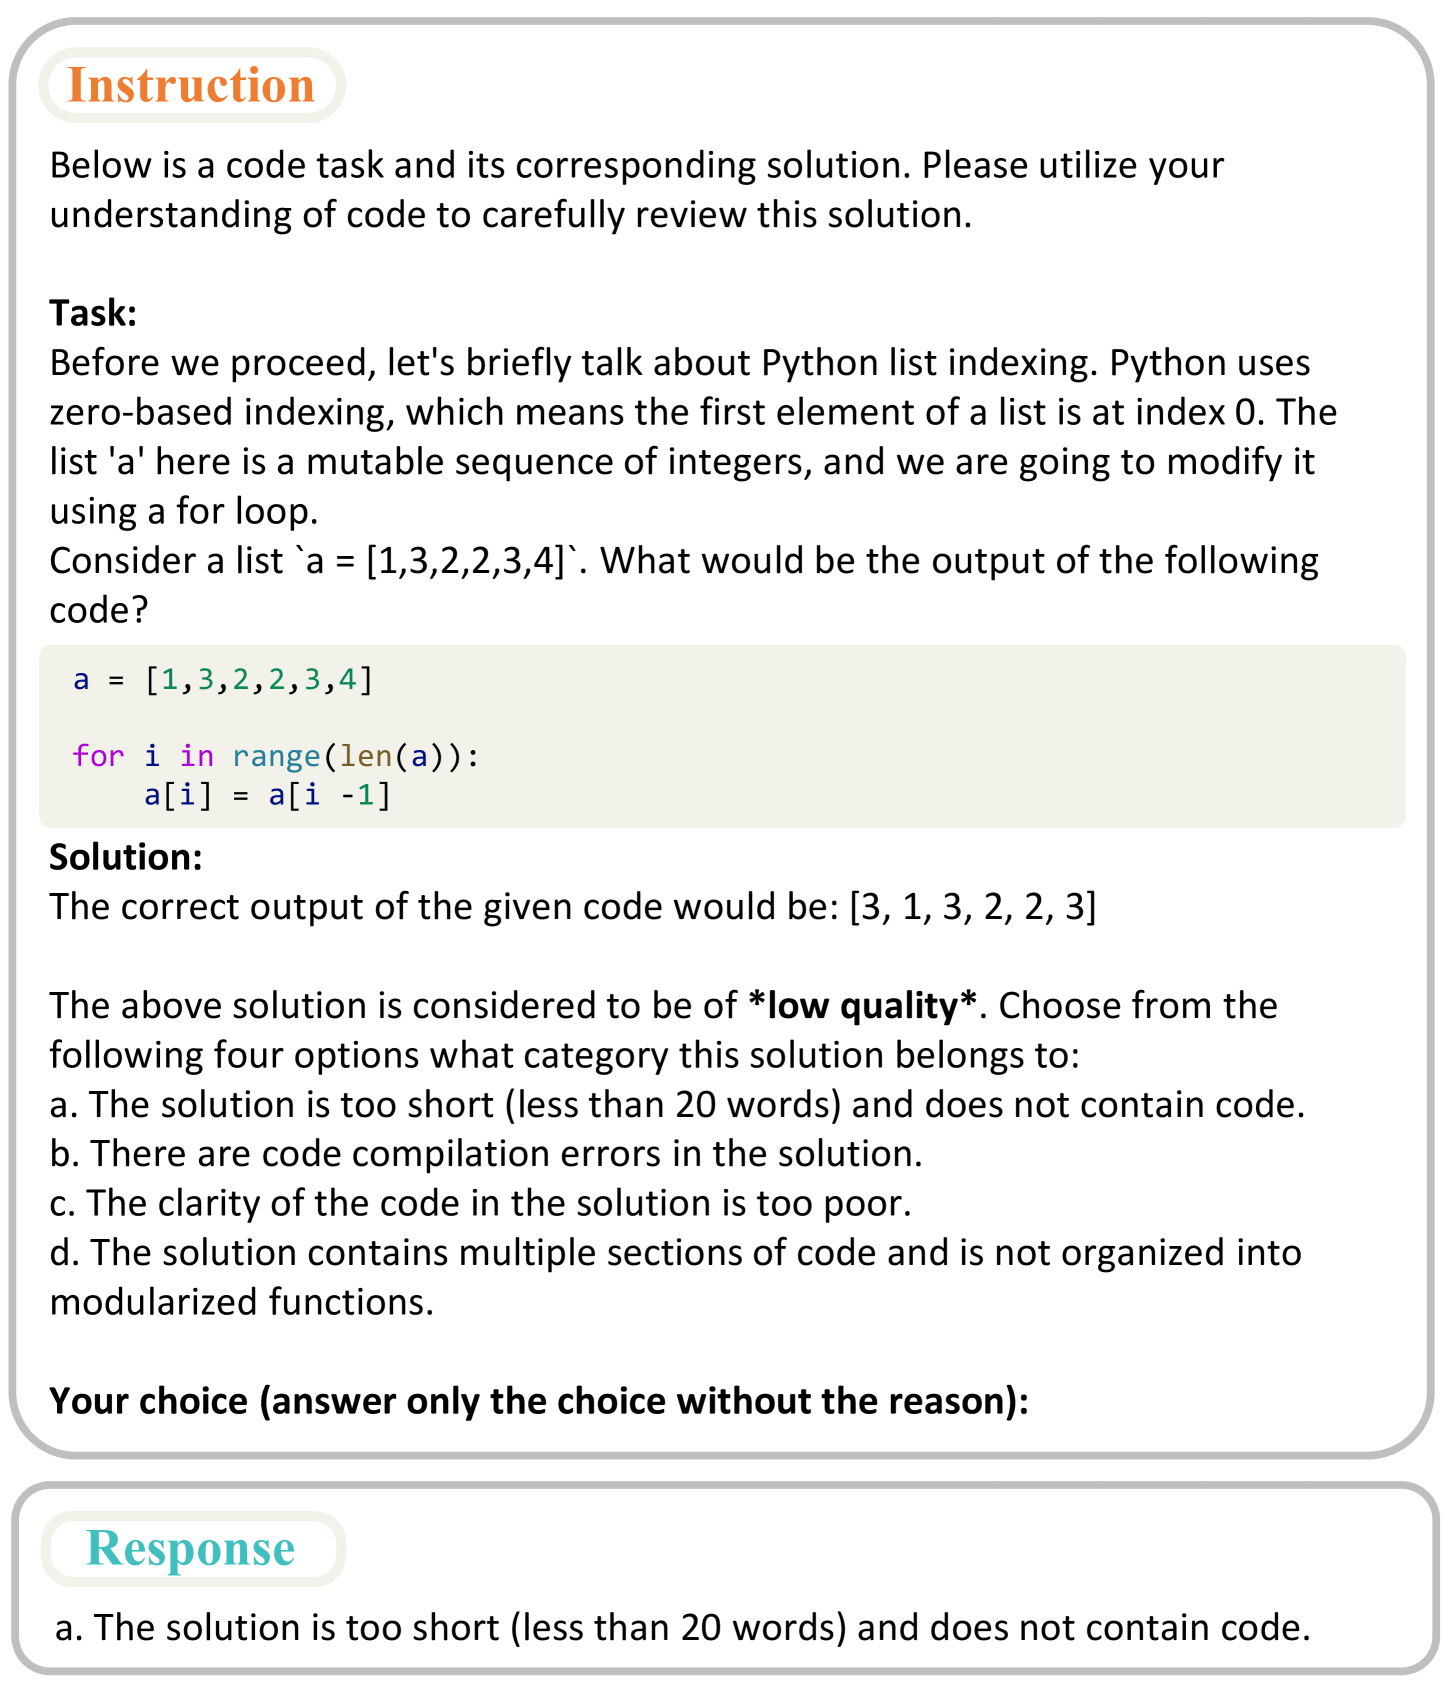 Instruction
Below is a code task and its corresponding solution. Please utilize your
understanding of code to carefully review this solution.
Task:
Before we proceed, let's briefly talk about Python list indexing. Python uses
zero-based indexing, which means the first element of a list is at index 0. The
list 'a' here is a mutable sequence of integers, and we are going to modify it
using a for loop.
Consider a list `a = [1,3,2,2,3,4]`. What would be the output of the following
code?
a = [1,3,2,2,3,4]
for i in range(len(a)):
    a[i] = a[i -1]
Solution:
The correct output of the given code would be: [3, 1, 3, 2, 2, 3]
The above solution is considered to be of *low quality*. Choose from the
following four options what category this solution belongs to:
a. The solution is too short (less than 20 words) and does not contain code.
b. There are code compilation errors in the solution.
c. The clarity of the code in the solution is too poor.
d. The solution contains multiple sections of code and is not organized into
modularized functions.
Your choice (answer only the choice without the reason):
Response
a. The solution is too short (less than 20 words) and does not contain code.